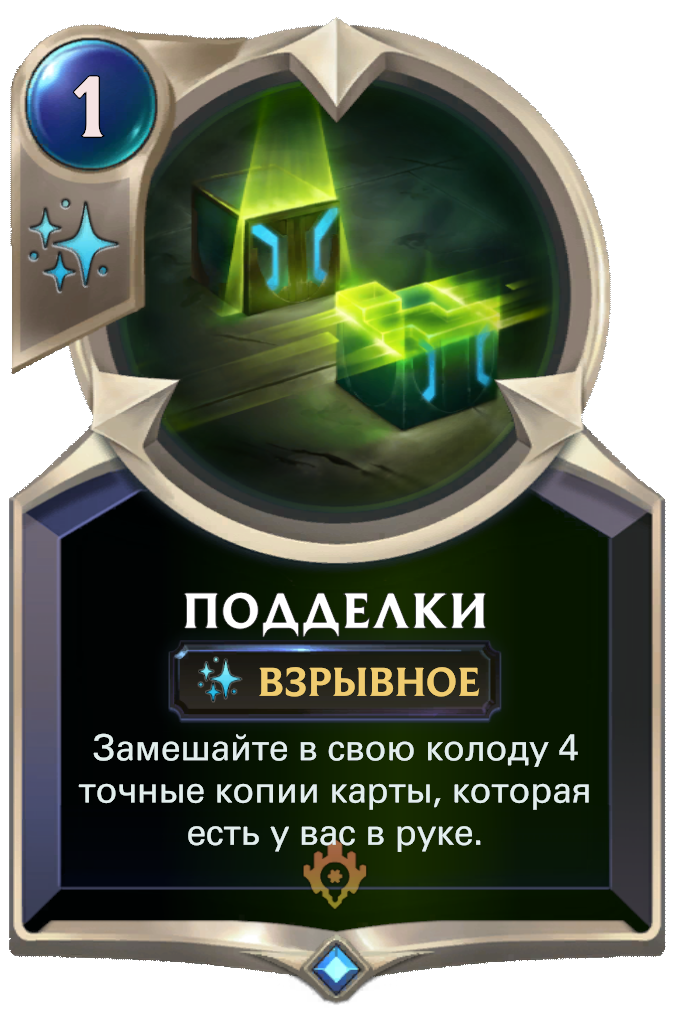 1
ПОДДЕЛКИ
ВЗРЫВНОЕ
Замешайте в свою колоду 4
точные копии карты, которая
есть у вас в руке.